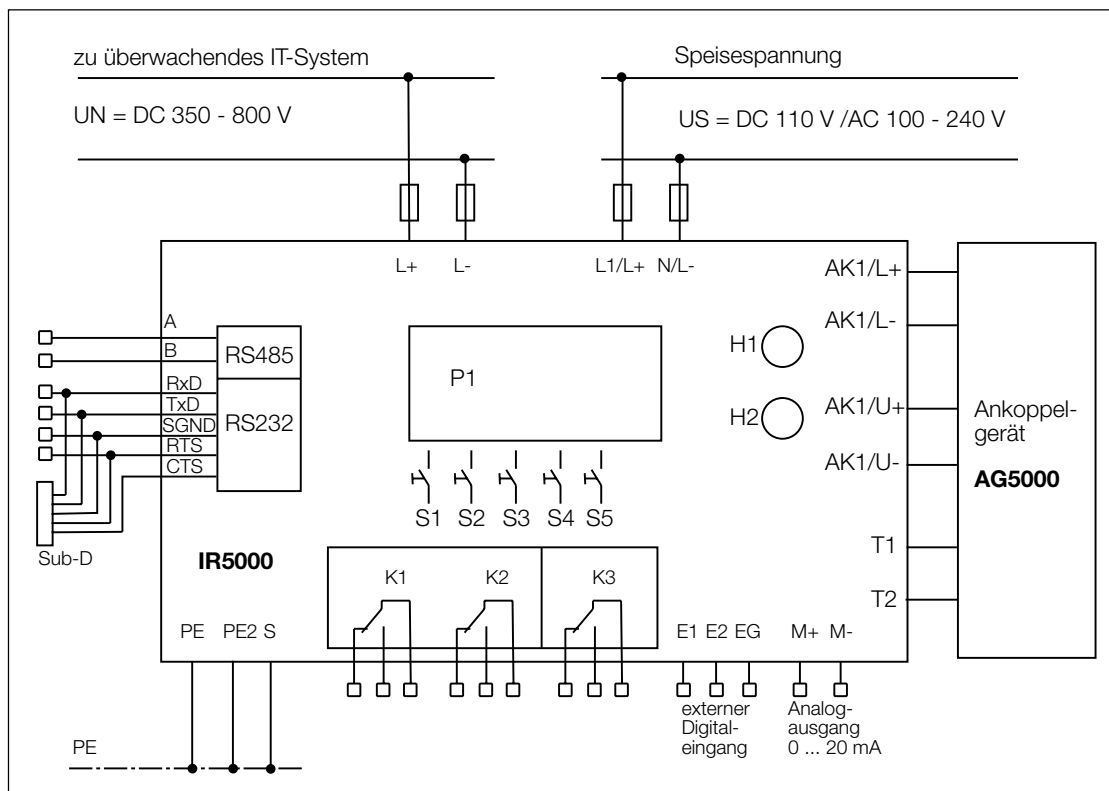 zu überwachendes IT-System
Speisespannung
UN = DC 350 - 800 V
US = DC 110 V /AC 100 - 240 V
L+
L-
L1/L+
N/L-
AK1/L+
AK1/L-
AK1/U+
AK1/U-
T1
T2
A
B
RS485
RxD
TxD
SGND
RTS
CTS
RS232
Sub-D
P1
H1
H2
S1
S2
S3
S4
S5
Ankoppel-
gerät
AG5000
IR5000
K1
K2
K3
PE
PE2
S
E1
E2
EG
M+
M-
externer
Digital-
eingang
Analog-
ausgang
0 ... 20 mA
PE